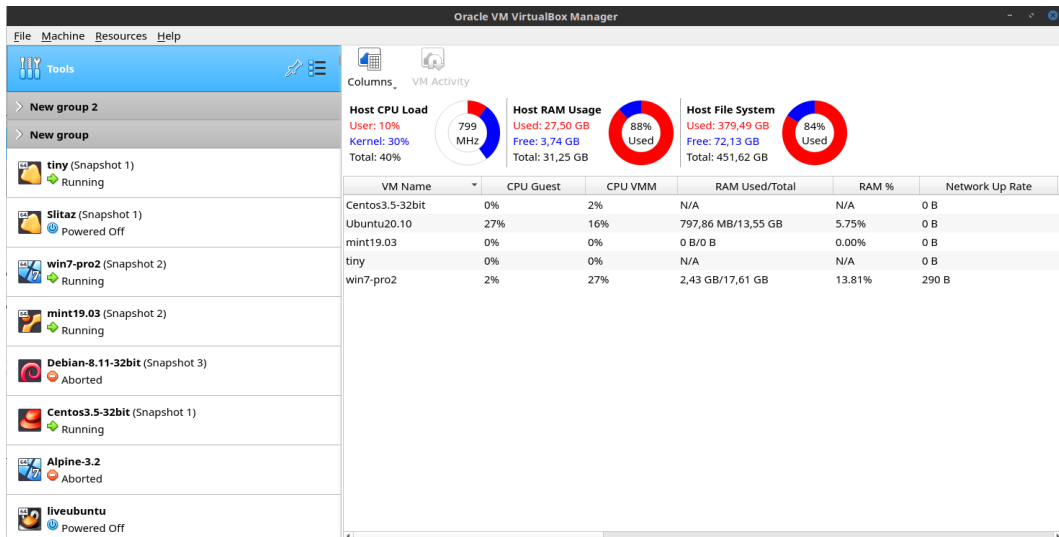 Oracle VM VirtualBox Manager
File Machine Resources Help
Tools
New group 2
New group
tiny (Snapshot 1)
Running
Slitaz (Snapshot 1)
Powered Off
win7-pro2 (Snapshot 2)
Running
mint19.03 (Snapshot 2)
Running
Debian-8.11-32bit (Snapshot 3)
Aborted
Centos3.5-32bit (Snapshot 1)
Running
Alpine-3.2
Aborted
liveubuntu
Powered Off
Columns VM Activity
Host CPU Load
User: 10%
Kernel: 30%
Total: 40%
799
MHz
Host RAM Usage
Used: 27,50 GB
Free: 3,74 GB
Total: 31,25 GB
88%
Used
Host File System
Used: 379,49 GB
Free: 72,13 GB
Total: 451,62 GB
84%
Used
VM Name CPU Guest CPU VMM RAM Used/Total RAM % Network Up Rate
Centos3.5-32bit 0% 2% N/A N/A 0 B
Ubuntu20.10 27% 16% 797,86 MB/13,55 GB 5.75% 0 B
mint19.03 0% 0% 0 B/0 B 0.00% 0 B
tiny 0% 0% N/A N/A 0 B
win7-pro2 2% 27% 2,43 GB/17,61 GB 13.81% 290 B